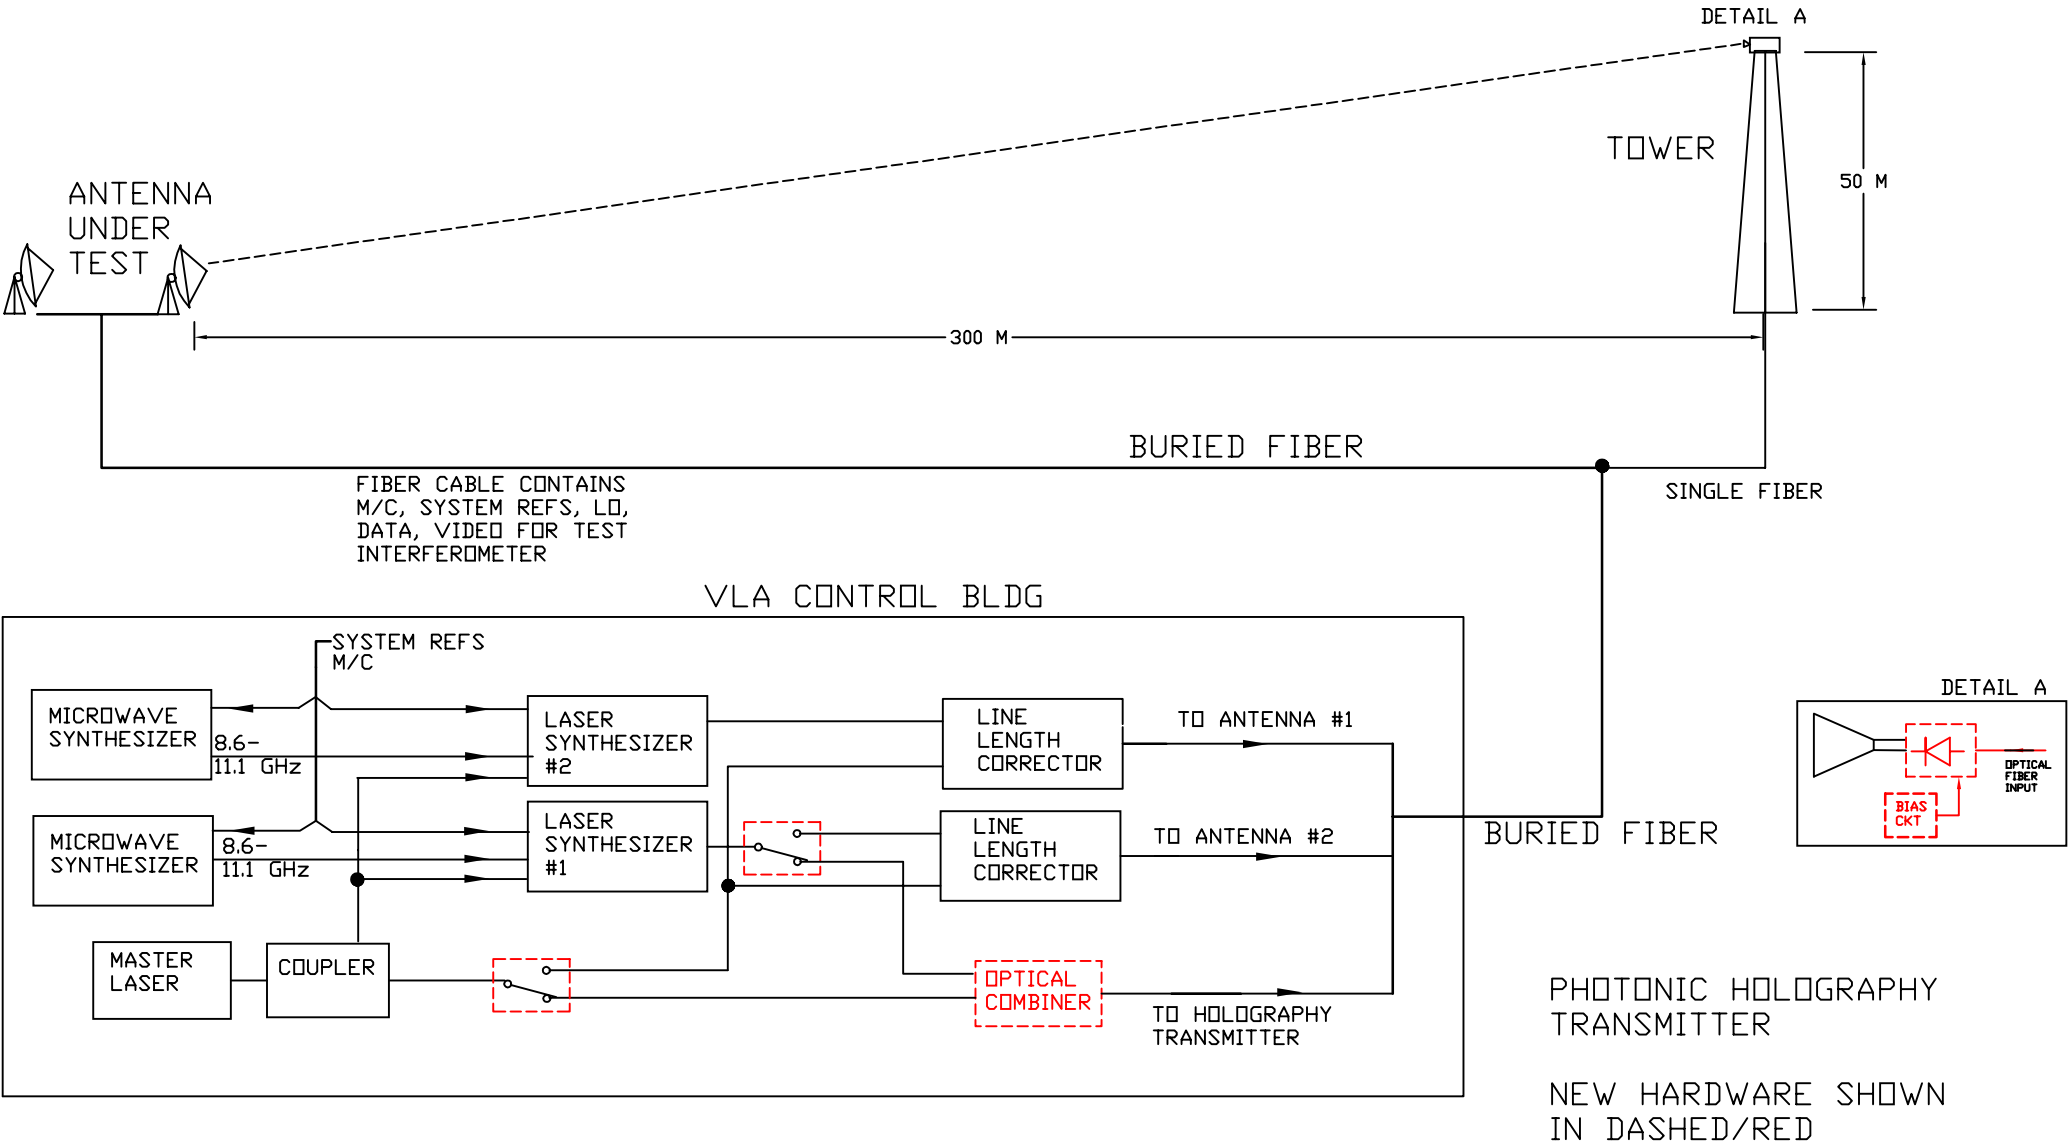 DETAIL A
TOWER
50 M
ANTENNA
UNDER
TEST
300 M
BURIED FIBER
SINGLE FIBER
FIBER CABLE CONTAINS
M/C, SYSTEM REFS, LO,
DATA, VIDEO FOR TEST
INTERFEROMETER
VLA CONTROL BLDG
SYSTEM REFS
M/C
MICROWAVE
SYNTHESIZER
8.6-
11.1 GHz
LASER
SYNTHESIZER
#2
LINE
LENGTH
CORRECTOR
TO ANTENNA #1
MICROWAVE
SYNTHESIZER
8.6-
11.1 GHz
LASER
SYNTHESIZER
#1
LINE
LENGTH
CORRECTOR
TO ANTENNA #2
BURIED FIBER
MASTER
LASER
COUPLER
OPTICAL
COMBINER
TO HOLOGRAPHY
TRANSMITTER
DETAIL A
OPTICAL
FIBER
INPUT
BIAS
CKT
PHOTONIC HOLOGRAPHY
TRANSMITTER
NEW HARDWARE SHOWN
IN DASHED/RED